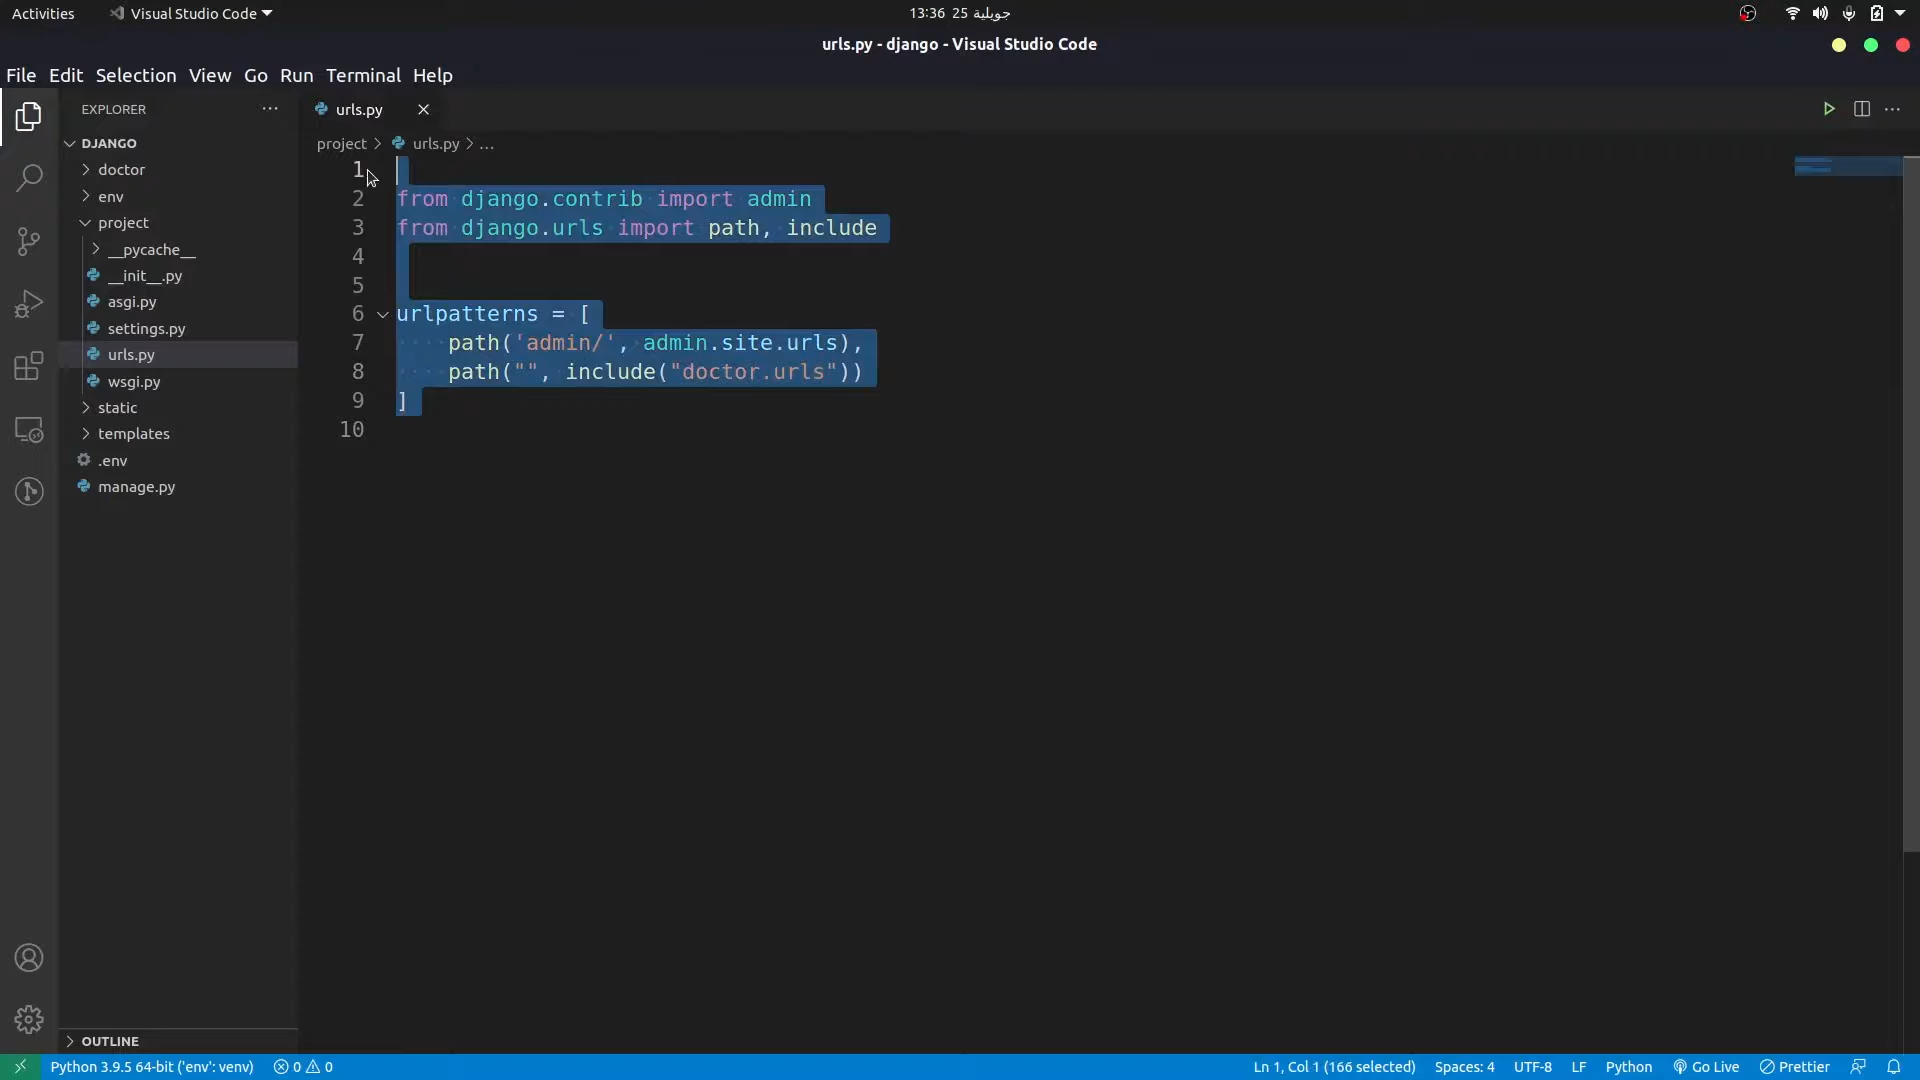 Activities
Visual Studio Code
13:36 25 جويلية
urls.py - django - Visual Studio Code
File Edit Selection View Go Run Terminal Help
EXPLORER
urls.py
project > urls.py > ...
DJANGO
doctor
env
project
__pycache__
__init__.py
asgi.py
settings.py
urls.py
wsgi.py
static
templates
.env
manage.py
1
2 from django.contrib import admin
3 from django.urls import path, include
4
5
6 urlpatterns = [
7 path('admin/', admin.site.urls),
8 path("", include("doctor.urls"))
9 ]
10
OUTLINE
Python 3.9.5 64-bit ('env': venv) 0 0 Ln 1, Col 1 (166 selected) Spaces: 4 UTF-8 LF Python Go Live Prettier